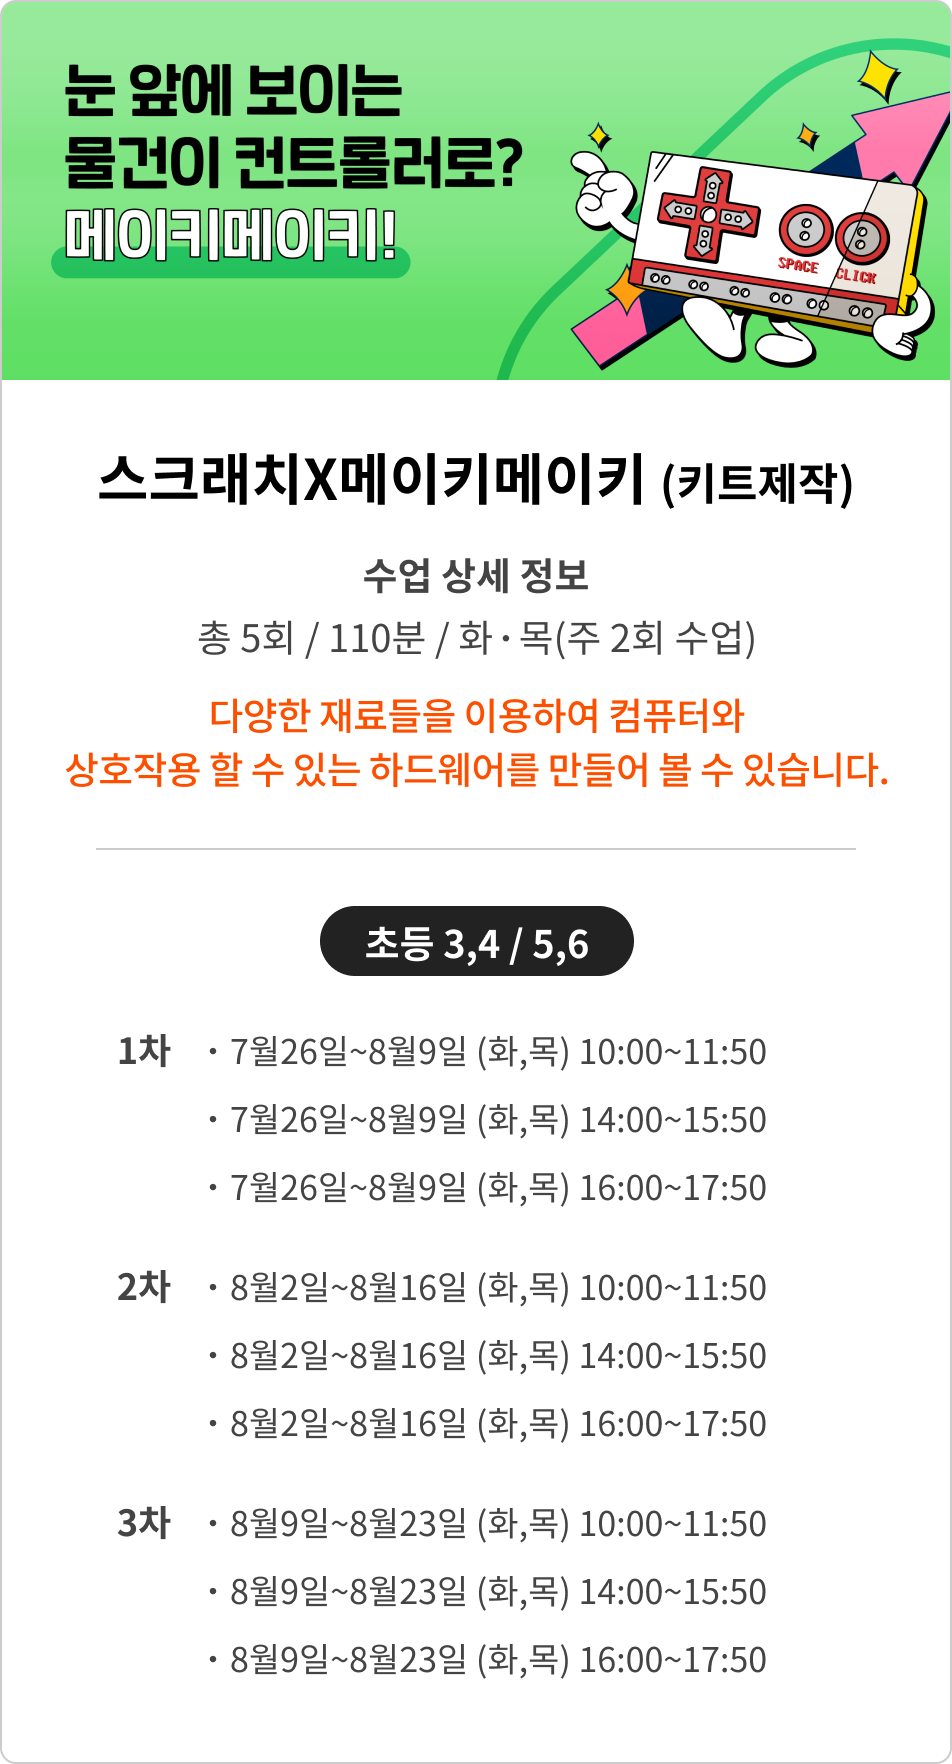 눈 앞에 보이는
물건이 컨트롤러로?
메이키메이키!
SPACE CLICK
스크래치X메이키메이키 (키트제작)
수업 상세 정보
총 5회 / 110분 / 화·목(주 2회 수업)
다양한 재료들을 이용하여 컴퓨터와
상호작용 할 수 있는 하드웨어를 만들어 볼 수 있습니다.
초등 3,4 / 5,6
1차 · 7월26일~8월9일 (화,목) 10:00~11:50
· 7월26일~8월9일 (화,목) 14:00~15:50
· 7월26일~8월9일 (화,목) 16:00~17:50
2차 · 8월2일~8월16일 (화,목) 10:00~11:50
· 8월2일~8월16일 (화,목) 14:00~15:50
· 8월2일~8월16일 (화,목) 16:00~17:50
3차 · 8월9일~8월23일 (화,목) 10:00~11:50
· 8월9일~8월23일 (화,목) 14:00~15:50
· 8월9일~8월23일 (화,목) 16:00~17:50